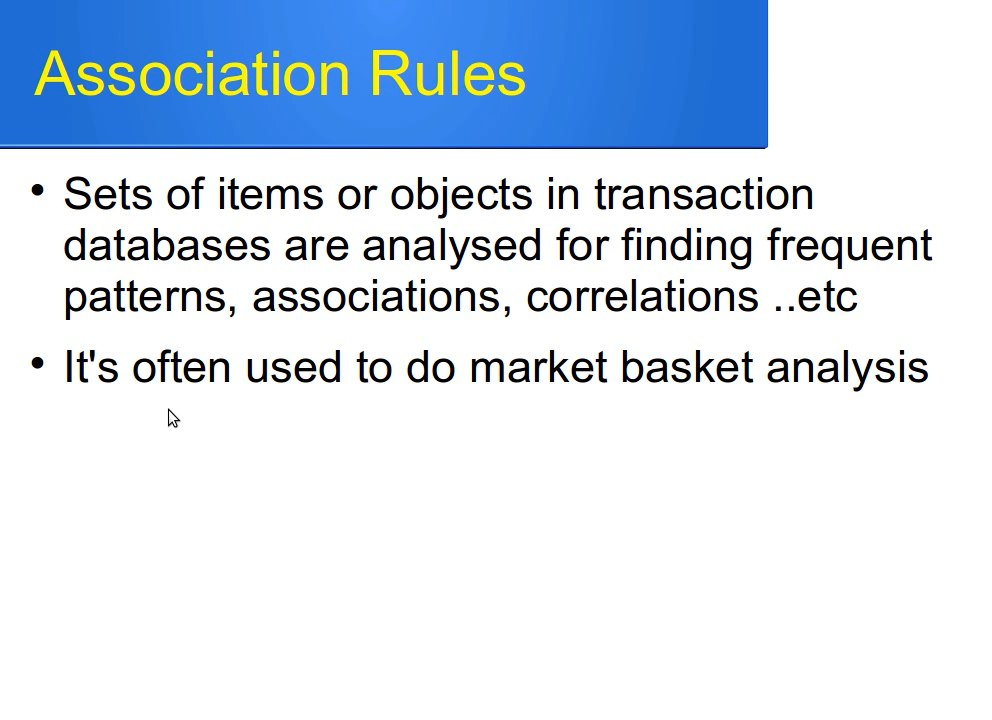 Association Rules
• Sets of items or objects in transaction
databases are analysed for finding frequent
patterns, associations, correlations ..etc
• It's often used to do market basket analysis